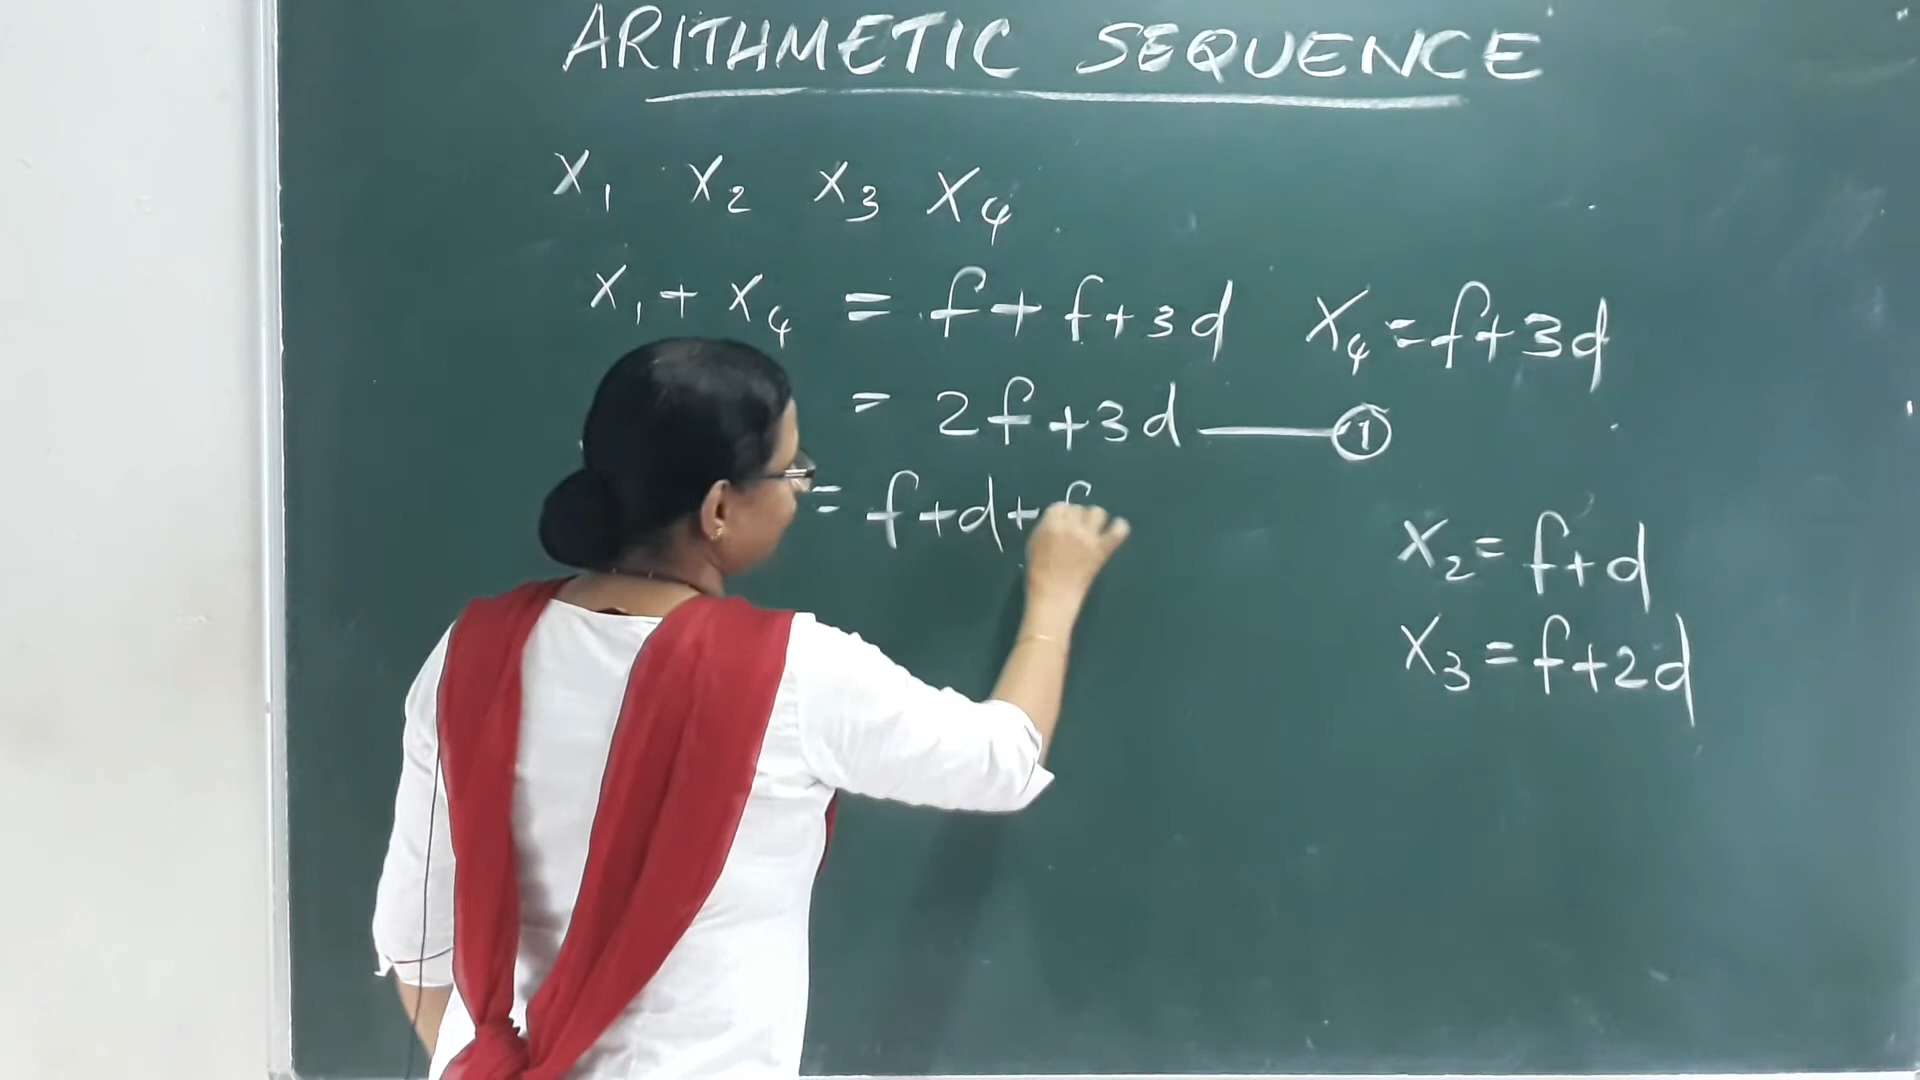 ARITHMETIC SEQUENCE
x₁ x₂ x₃ x₄
x₁ + x₄ = f + f + 3d
x₄ = f + 3d
= 2f + 3d —— ①
= f + d + f
x₂ = f + d
x₃ = f + 2d